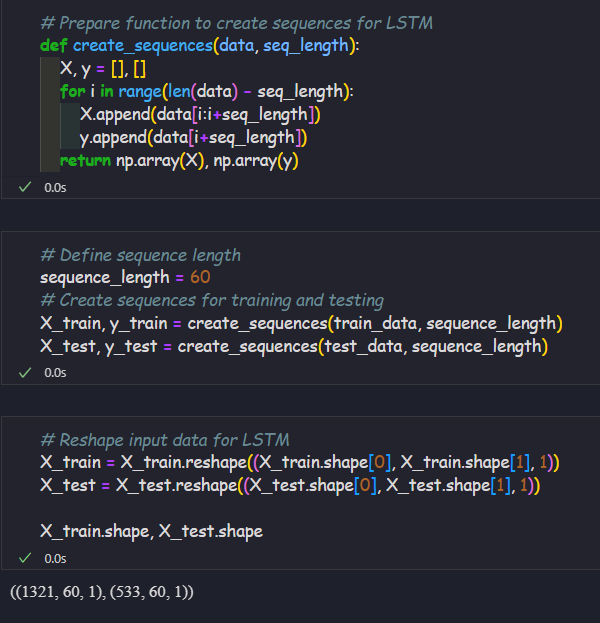 # Prepare function to create sequences for LSTM
def create_sequences(data, seq_length):
    X, y = [], []
    for i in range(len(data) - seq_length):
        X.append(data[i:i+seq_length])
        y.append(data[i+seq_length])
    return np.array(X), np.array(y)
✓ 0.0s
# Define sequence length
sequence_length = 60
# Create sequences for training and testing
X_train, y_train = create_sequences(train_data, sequence_length)
X_test, y_test = create_sequences(test_data, sequence_length)
✓ 0.0s
# Reshape input data for LSTM
X_train = X_train.reshape((X_train.shape[0], X_train.shape[1], 1))
X_test = X_test.reshape((X_test.shape[0], X_test.shape[1], 1))
X_train.shape, X_test.shape
✓ 0.0s
((1321, 60, 1), (533, 60, 1))